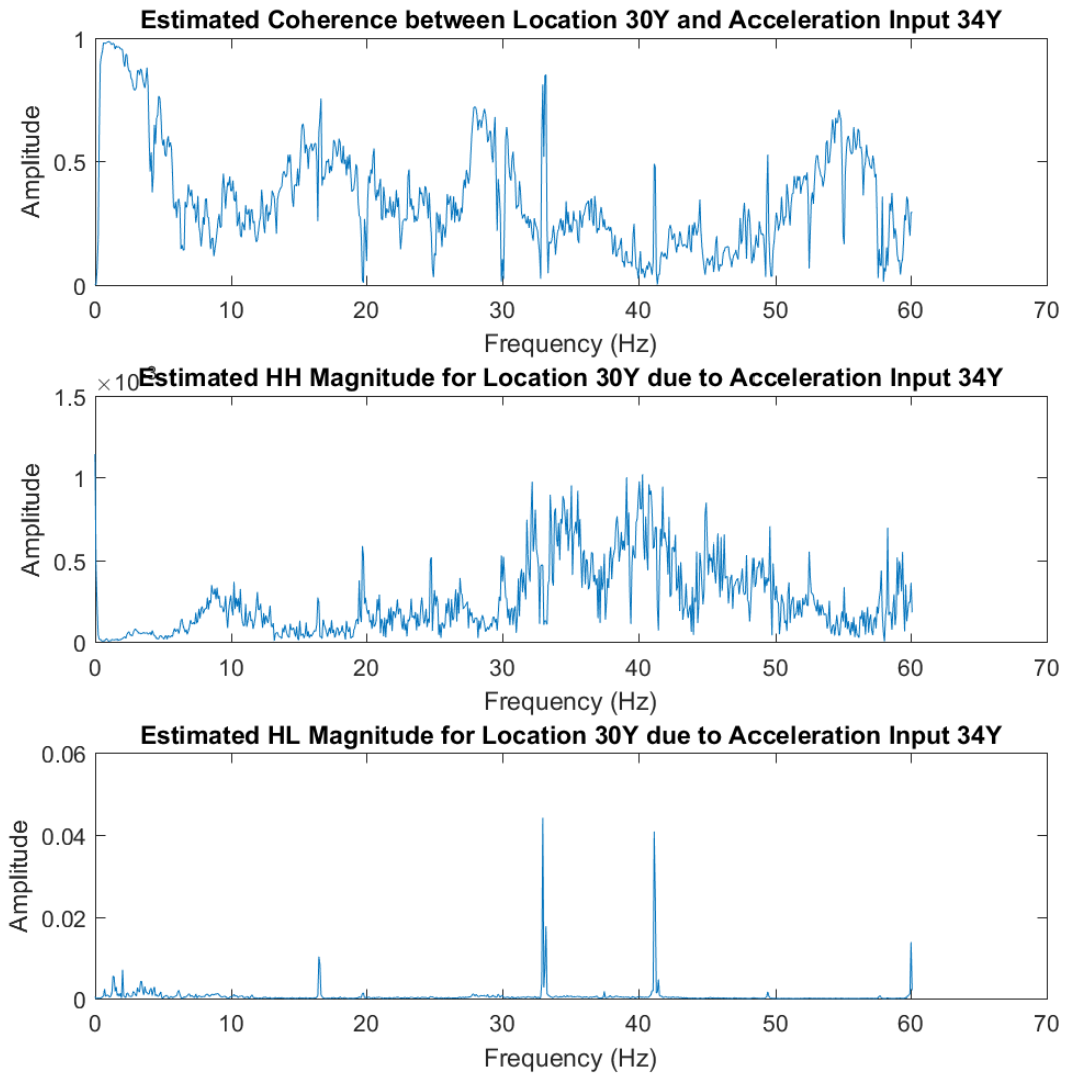 Estimated Coherence between Location 30Y and Acceleration Input 34Y
1
0.5
0
Amplitude
0 10 20 30 40 50 60 70
Frequency (Hz)
×10⁻³
Estimated HH Magnitude for Location 30Y due to Acceleration Input 34Y
1.5
1
0.5
0
Amplitude
0 10 20 30 40 50 60 70
Frequency (Hz)
Estimated HL Magnitude for Location 30Y due to Acceleration Input 34Y
0.06
0.04
0.02
0
Amplitude
0 10 20 30 40 50 60 70
Frequency (Hz)